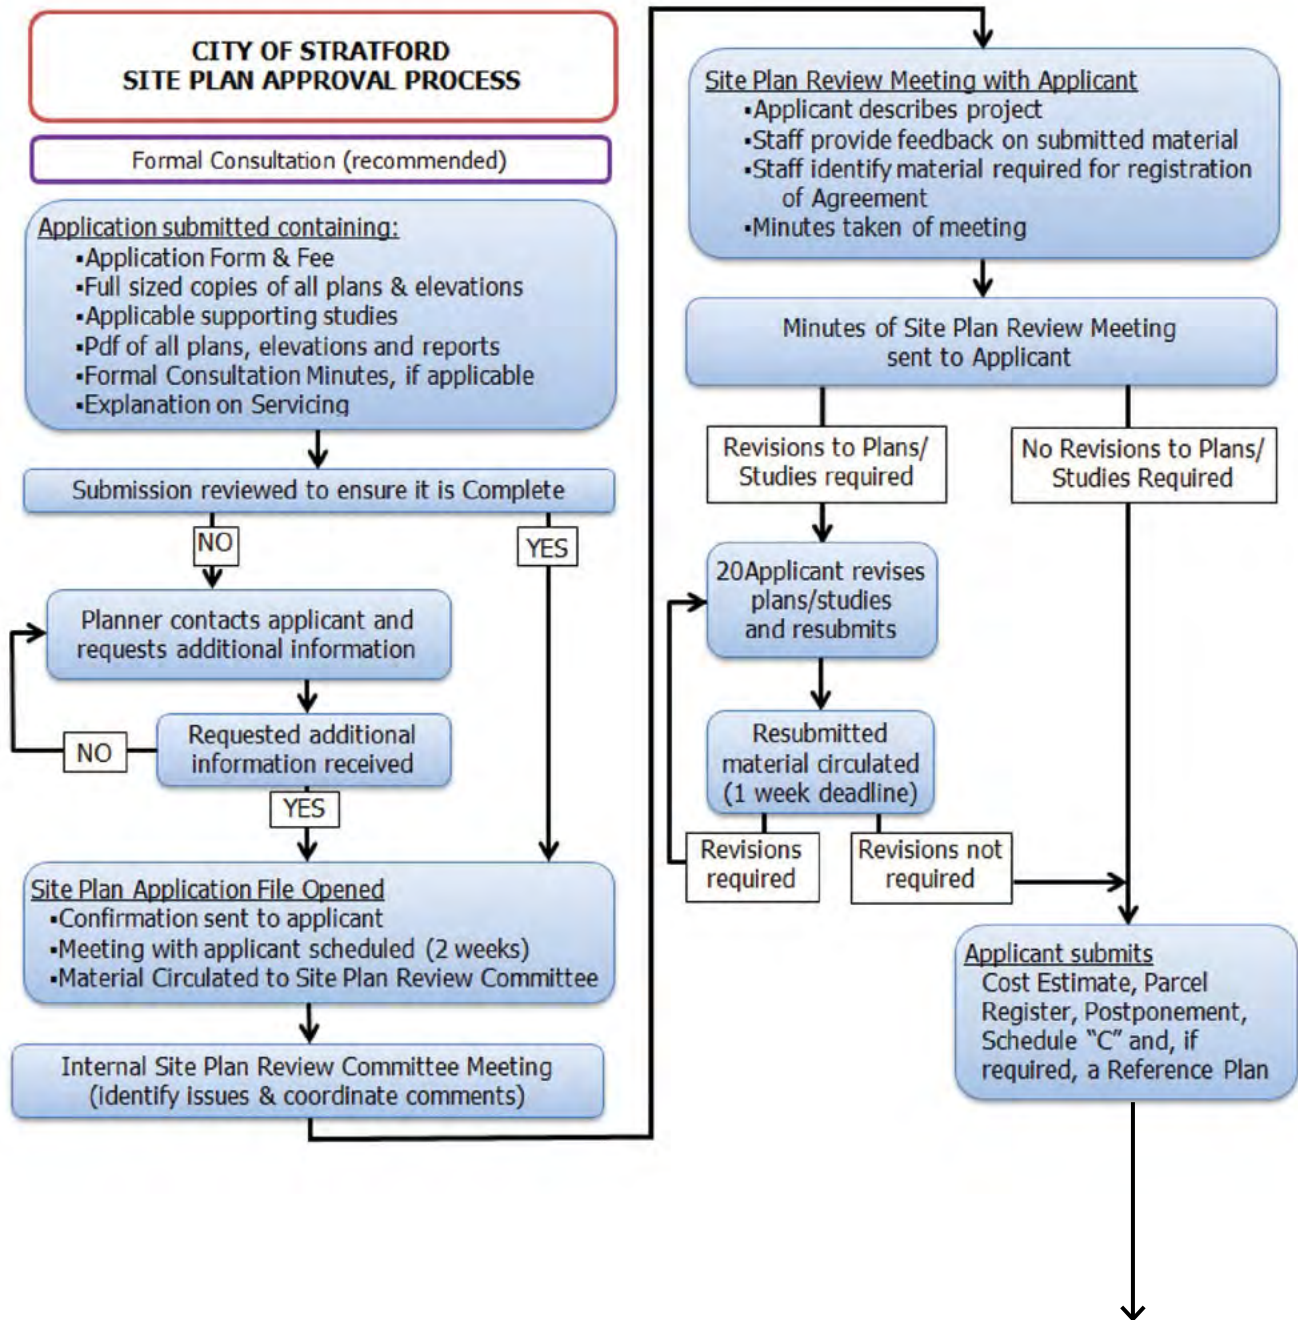 CITY OF STRATFORD
SITE PLAN APPROVAL PROCESS
Formal Consultation (recommended)
Application submitted containing:
▪Application Form & Fee
▪Full sized copies of all plans & elevations
▪Applicable supporting studies
▪Pdf of all plans, elevations and reports
▪Formal Consultation Minutes, if applicable
▪Explanation on Servicing
Submission reviewed to ensure it is Complete
NO
YES
Planner contacts applicant and
requests additional information
Requested additional
information received
NO
YES
Site Plan Application File Opened
▪Confirmation sent to applicant
▪Meeting with applicant scheduled (2 weeks)
▪Material Circulated to Site Plan Review Committee
Internal Site Plan Review Committee Meeting
(identify issues & coordinate comments)
Site Plan Review Meeting with Applicant
▪Applicant describes project
▪Staff provide feedback on submitted material
▪Staff identify material required for registration
of Agreement
▪Minutes taken of meeting
Minutes of Site Plan Review Meeting
sent to Applicant
Revisions to Plans/
Studies required
No Revisions to Plans/
Studies Required
20Applicant revises
plans/studies
and resubmits
Resubmitted
material circulated
(1 week deadline)
Revisions
required
Revisions not
required
Applicant submits
Cost Estimate, Parcel
Register, Postponement,
Schedule “C” and, if
required, a Reference Plan